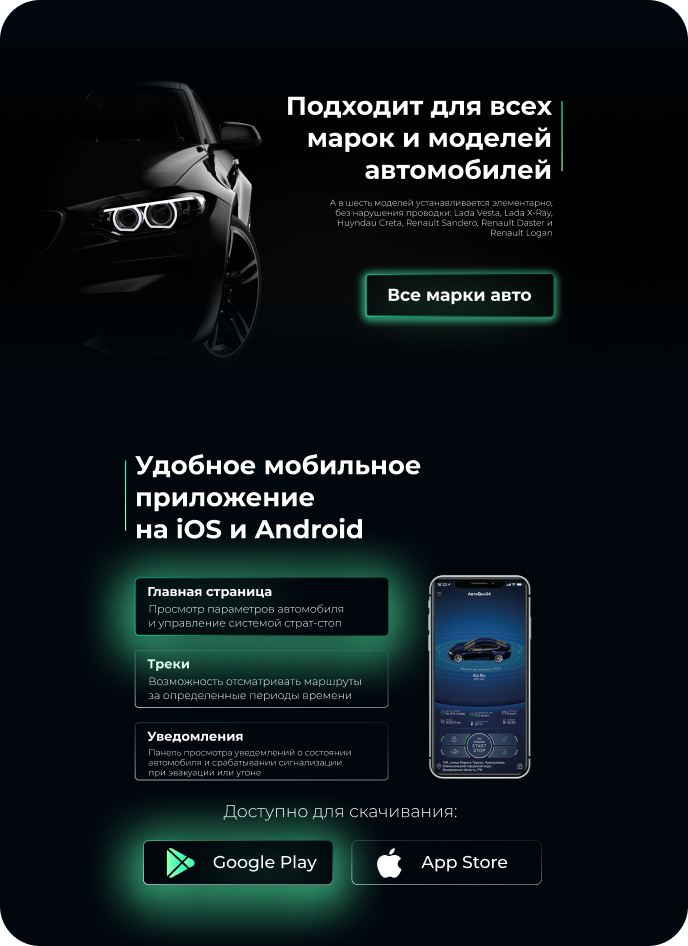 Подходит для всех
марок и моделей
автомобилей
А в шесть моделей устанавливается элементарно,
без нарушения проводки: Lada Vesta, Lada X-Ray,
Huyndau Creta, Renault Sandero, Renault Daster и
Renault Logan
Все марки авто
Удобное мобильное
приложение
на iOS и Android
Главная страница
Просмотр параметров автомобиля
и управление системой страт-стоп
Треки
Возможность отсматривать маршруты
за определенные периоды времени
Уведомления
Панель просмотра уведомлений о состоянии
автомобиля и срабатывании сигнализации
при эвакуации или угоне
Kia Rio
START
STOP
Доступно для скачивания:
Google Play
App Store